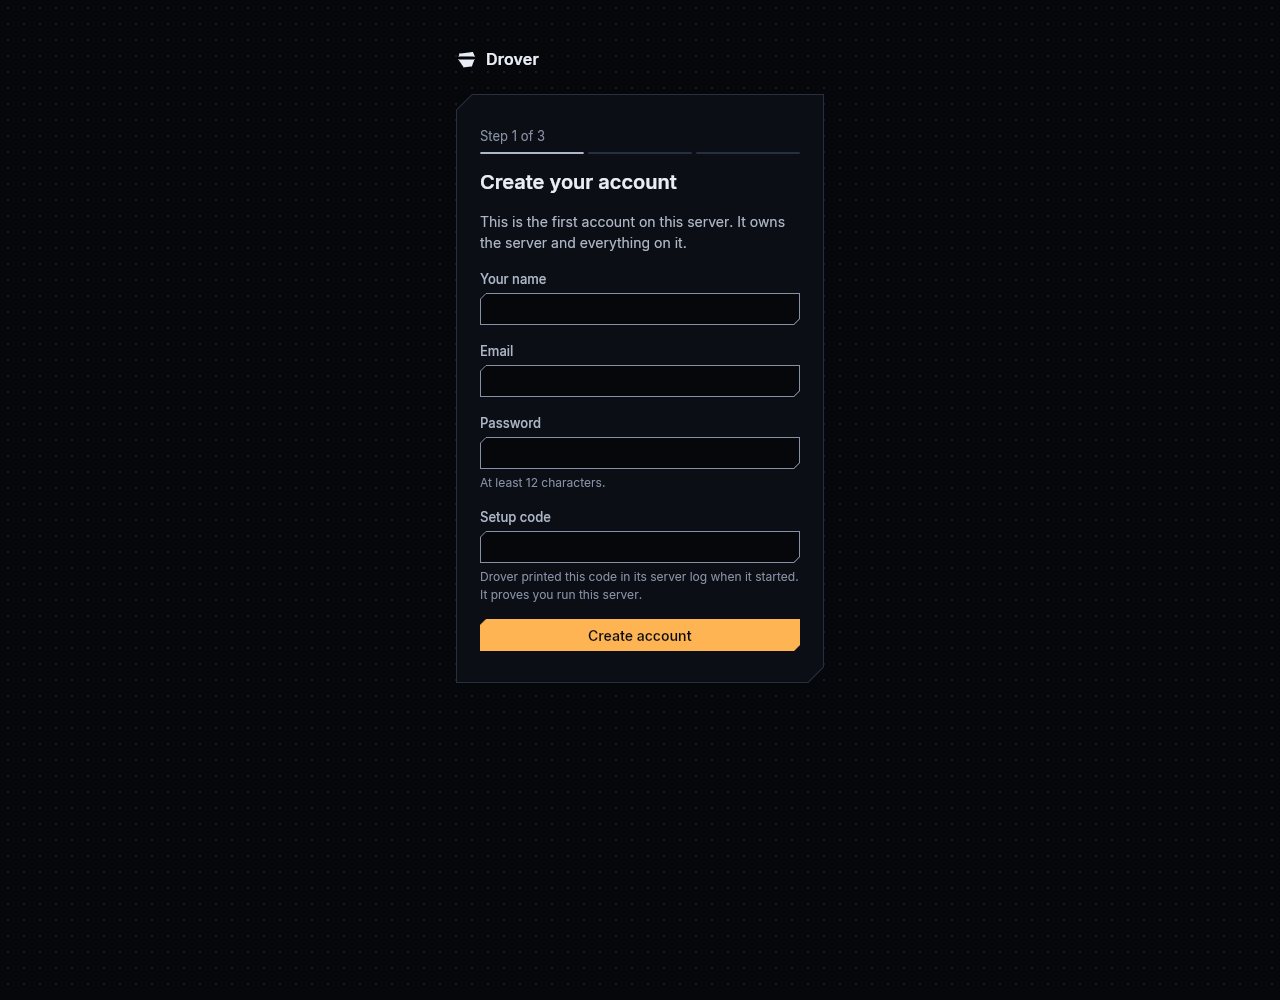 Drover
Step 1 of 3
Create your account
This is the first account on this server. It owns
the server and everything on it.
Your name
Email
Password
At least 12 characters.
Setup code
Drover printed this code in its server log when it started.
It proves you run this server.
Create account